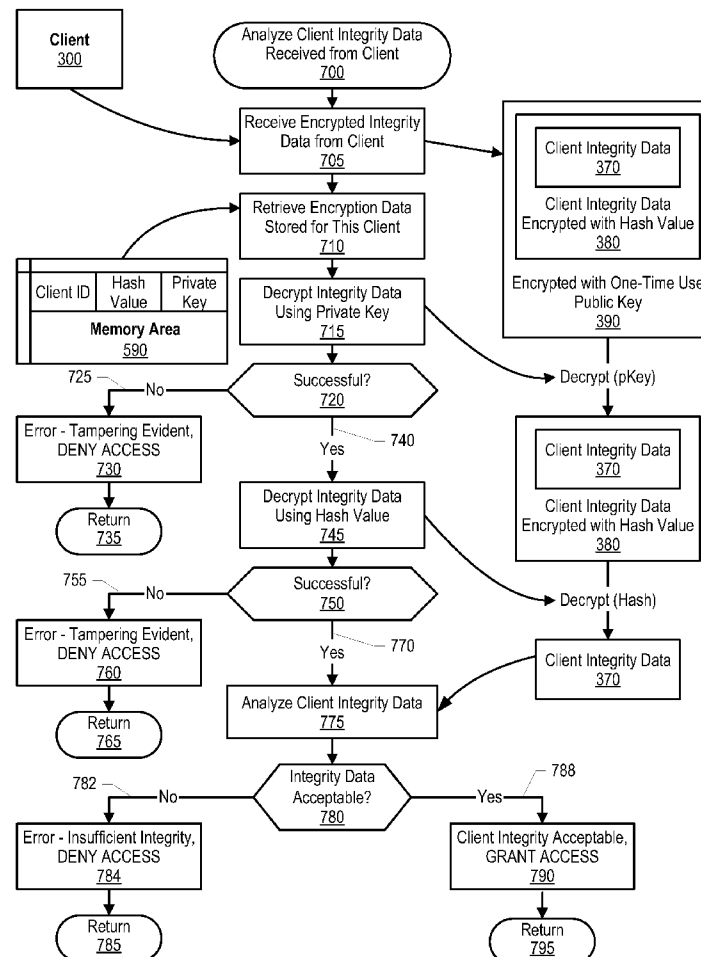 Client
300
Analyze Client Integrity Data
Received from Client
700
Receive Encrypted Integrity
Data from Client
705
Client Integrity Data
370
Client Integrity Data
Encrypted with Hash Value
380
Encrypted with One-Time Use
Public Key
390
Retrieve Encryption Data
Stored for This Client
710
Client ID
Hash
Value
Private
Key
Memory Area
590
Decrypt Integrity Data
Using Private Key
715
Decrypt (pKey)
725
No
Successful?
720
740
Yes
Error - Tampering Evident,
DENY ACCESS
730
Return
735
Client Integrity Data
370
Client Integrity Data
Encrypted with Hash Value
380
Decrypt Integrity Data
Using Hash Value
745
Decrypt (Hash)
755
No
Successful?
750
770
Yes
Error - Tampering Evident,
DENY ACCESS
760
Return
765
Client Integrity Data
370
Analyze Client Integrity Data
775
782
No
Integrity Data
Acceptable?
780
Yes
788
Error - Insufficient Integrity,
DENY ACCESS
784
Return
785
Client Integrity Acceptable,
GRANT ACCESS
790
Return
795